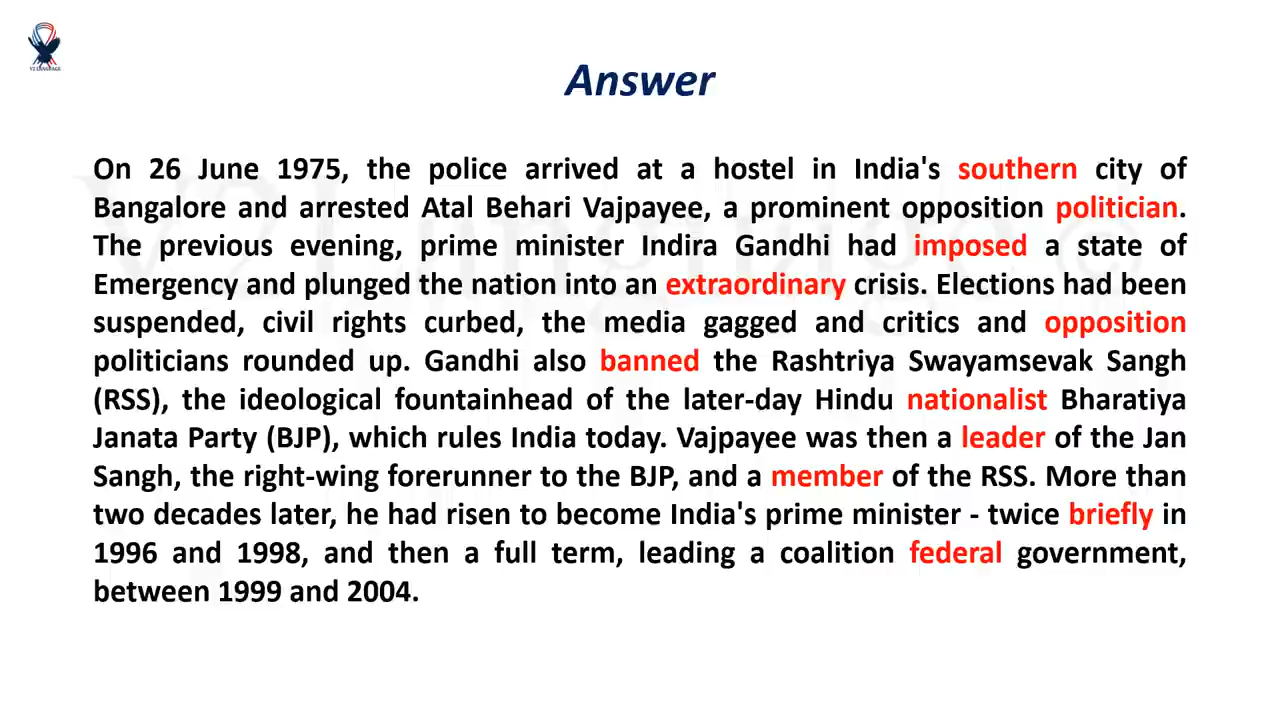 V2 LANGUAGE
Answer
On 26 June 1975, the police arrived at a hostel in India's southern city of
Bangalore and arrested Atal Behari Vajpayee, a prominent opposition politician.
The previous evening, prime minister Indira Gandhi had imposed a state of
Emergency and plunged the nation into an extraordinary crisis. Elections had been
suspended, civil rights curbed, the media gagged and critics and opposition
politicians rounded up. Gandhi also banned the Rashtriya Swayamsevak Sangh
(RSS), the ideological fountainhead of the later-day Hindu nationalist Bharatiya
Janata Party (BJP), which rules India today. Vajpayee was then a leader of the Jan
Sangh, the right-wing forerunner to the BJP, and a member of the RSS. More than
two decades later, he had risen to become India's prime minister - twice briefly in
1996 and 1998, and then a full term, leading a coalition federal government,
between 1999 and 2004.